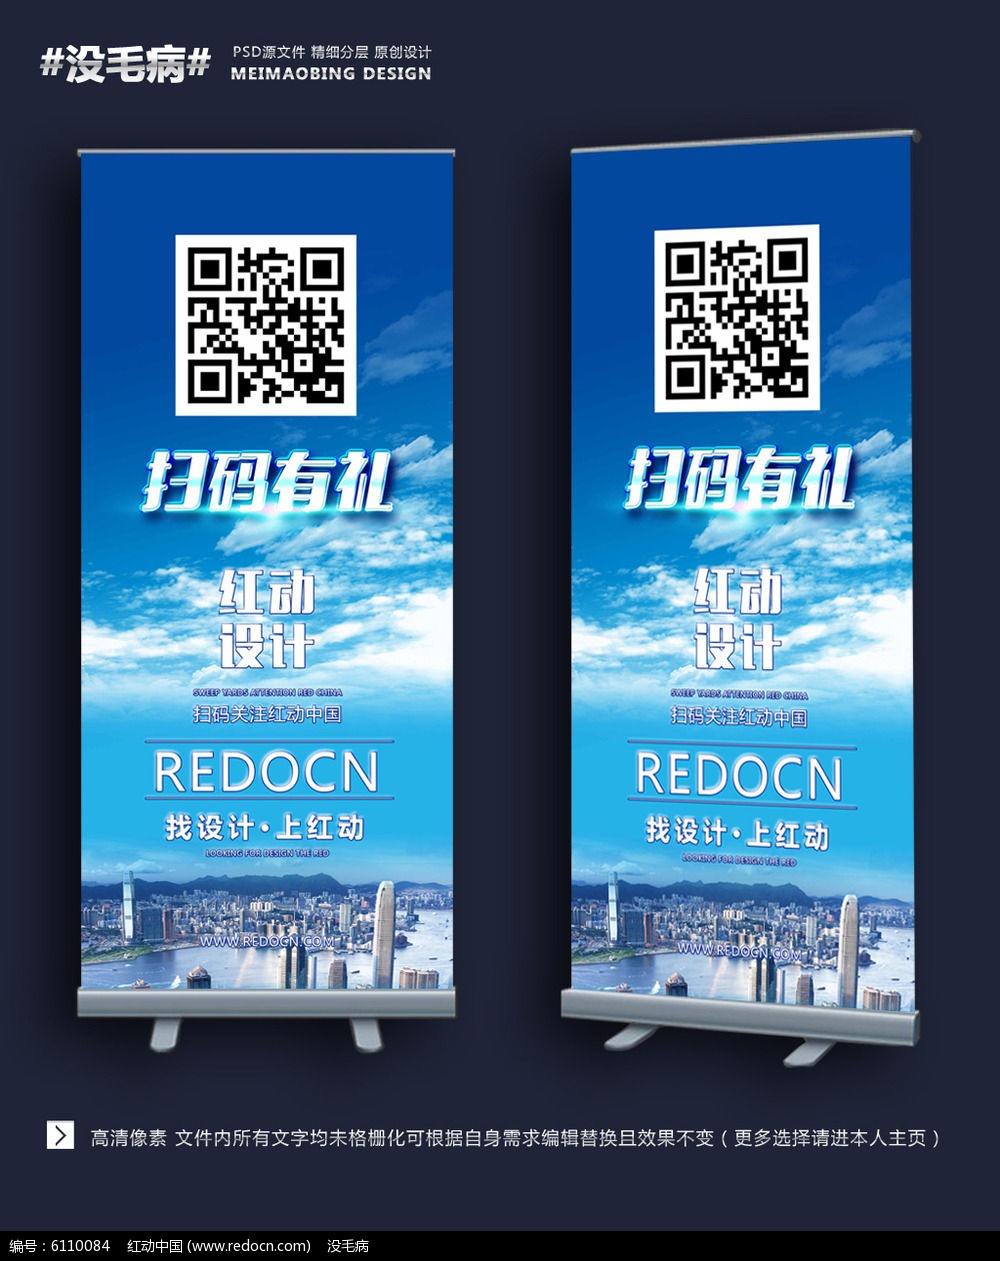 #没毛病#
PSD源文件 精细分层 原创设计
MEIMAOBING DESIGN
扫码有礼
红动
设计
SWEEP YARDS ATTENTION RED CHINA
扫码关注红动中国
REDOCN
找设计·上红动
LOOKING FOR DESIGN THE RED
WWW.REDOCN.COM
扫码有礼
红动
设计
SWEEP YARDS ATTENTION RED CHINA
扫码关注红动中国
REDOCN
找设计·上红动
LOOKING FOR DESIGN THE RED
WWW.REDOCN.COM
高清像素 文件内所有文字均未格栅化可根据自身需求编辑替换且效果不变（更多选择请进本人主页）
编号：6110084 红动中国 (www.redocn.com) 没毛病